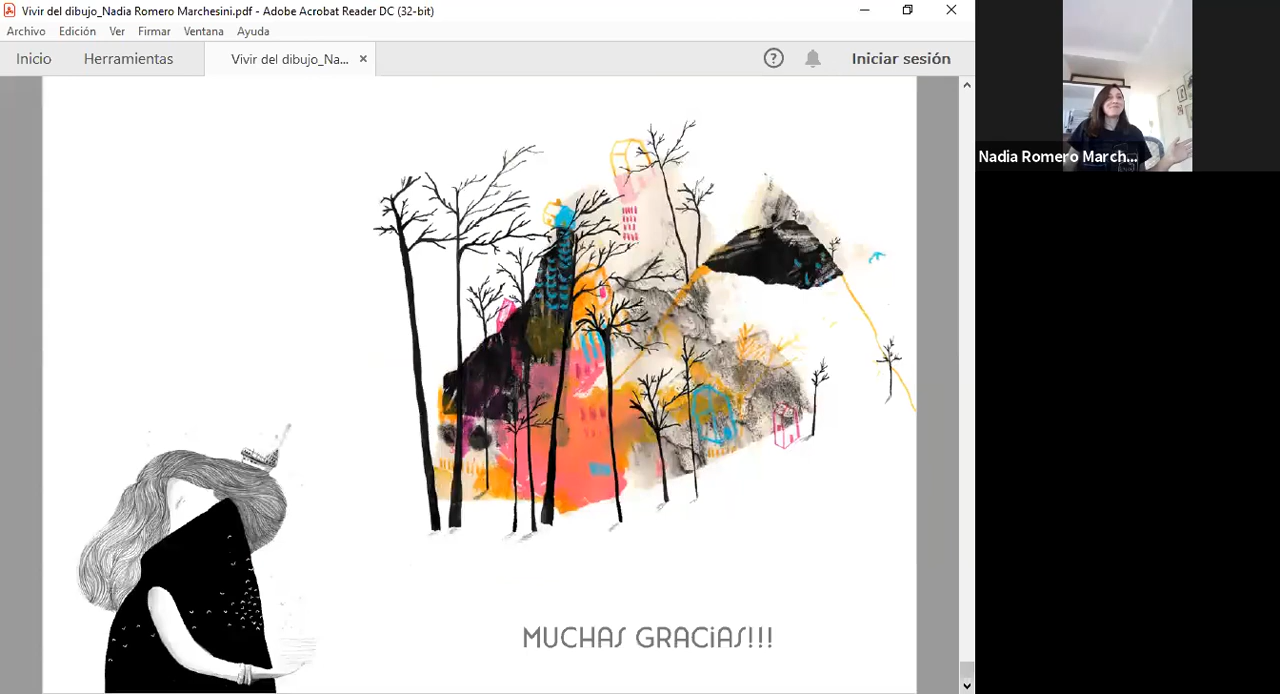 Vivir del dibujo_Nadia Romero Marchesini.pdf - Adobe Acrobat Reader DC (32-bit)
Archivo Edición Ver Firmar Ventana Ayuda
Inicio Herramientas Vivir del dibujo_Na... × ? Iniciar sesión
Nadia Romero March...
MUCHAS GRACIAS!!!